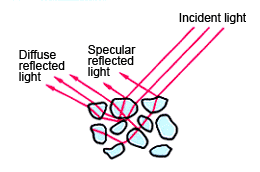 Incident light
Diffuse
reflected
light
Specular
reflected
light